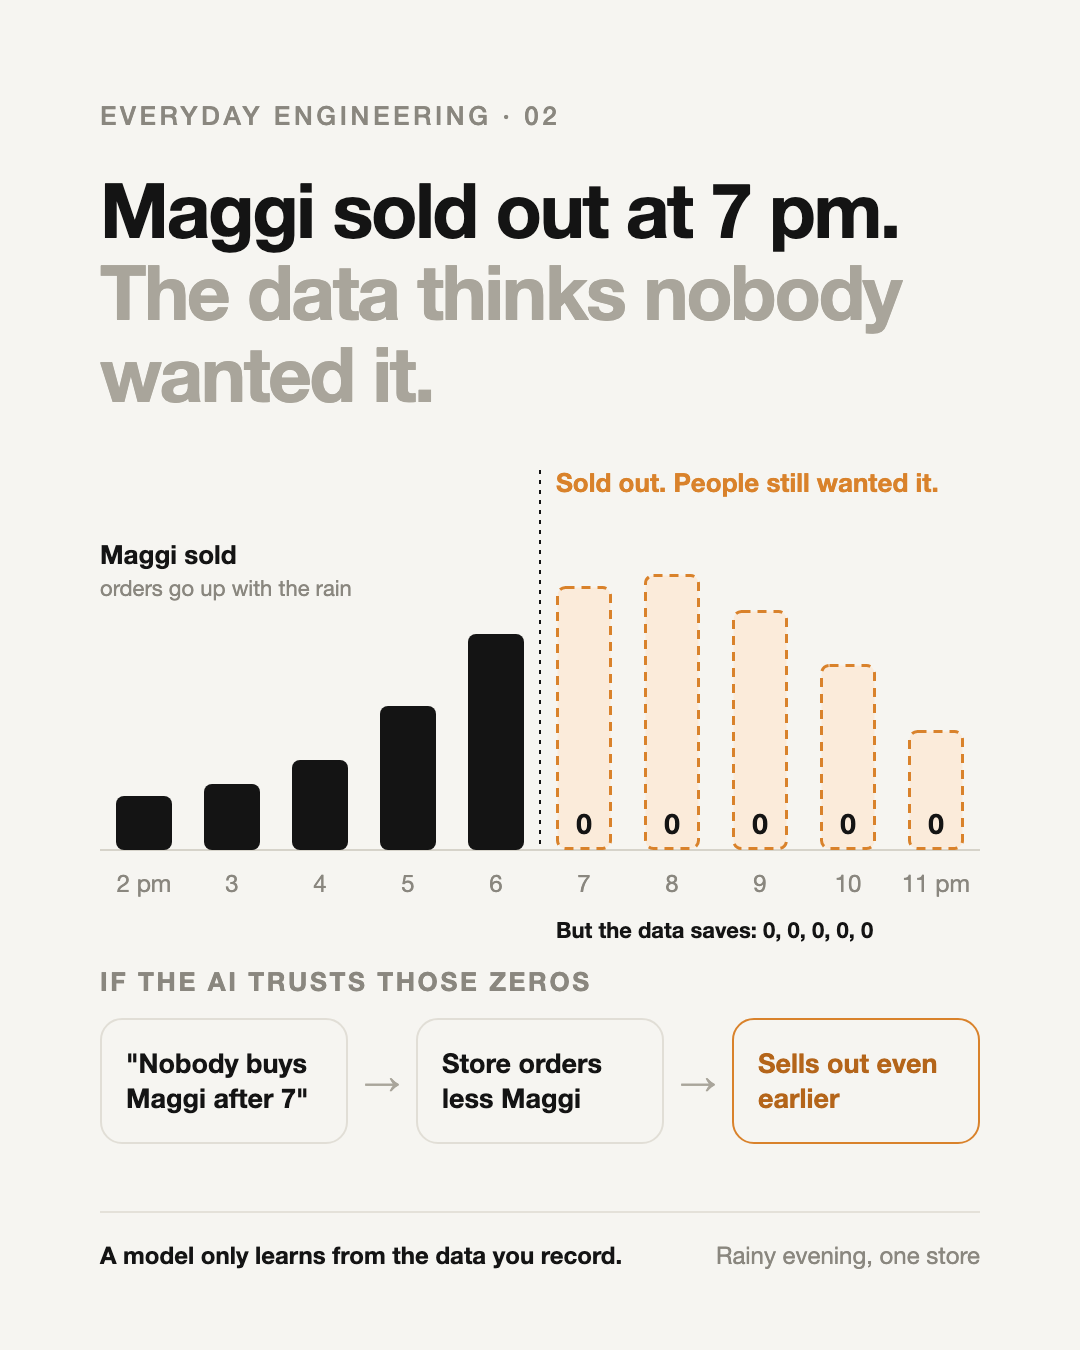 EVERYDAY ENGINEERING · 02
Maggi sold out at 7 pm.
The data thinks nobody
wanted it.
Sold out. People still wanted it.
Maggi sold
orders go up with the rain
0 0 0 0 0
2 pm 3 4 5 6 7 8 9 10 11 pm
But the data saves: 0, 0, 0, 0, 0
IF THE AI TRUSTS THOSE ZEROS
"Nobody buys
Maggi after 7"
→
Store orders
less Maggi
→
Sells out even
earlier
A model only learns from the data you record.
Rainy evening, one store